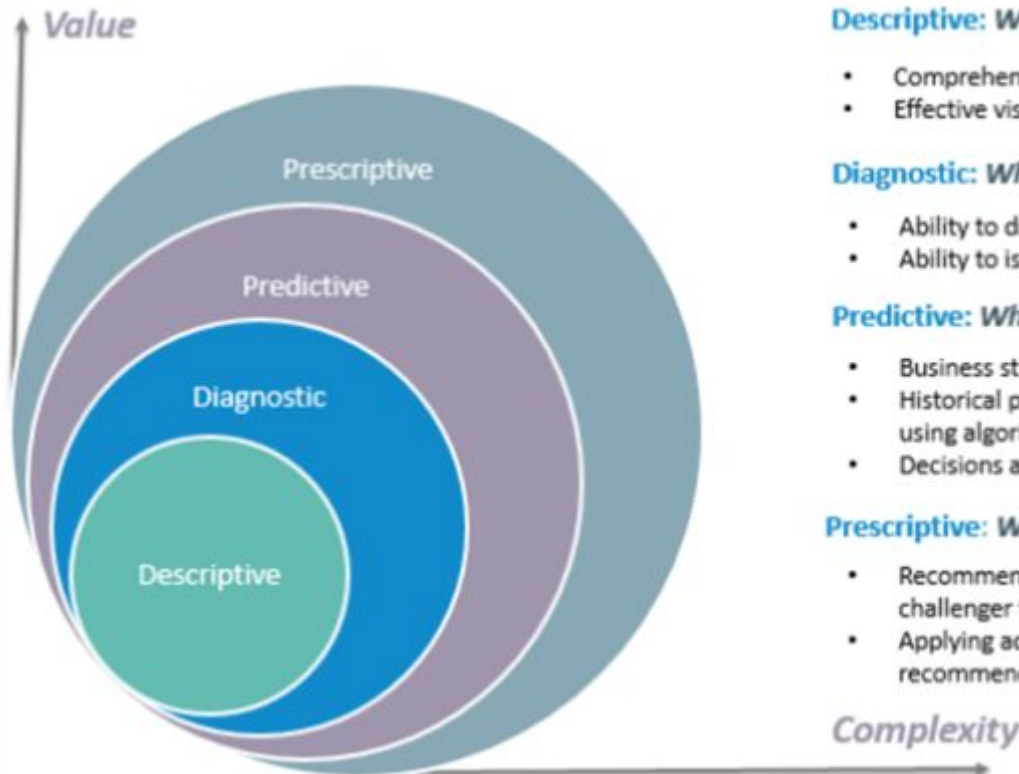 Value
Prescriptive
Predictive
Diagnostic
Descriptive
Descriptive: W
• Comprehen
• Effective vis
Diagnostic: Wh
• Ability to d
• Ability to is
Predictive: Wh
• Business st
• Historical p
using algori
• Decisions a
Prescriptive: W
• Recommen
challenger
• Applying ac
recommen
Complexity